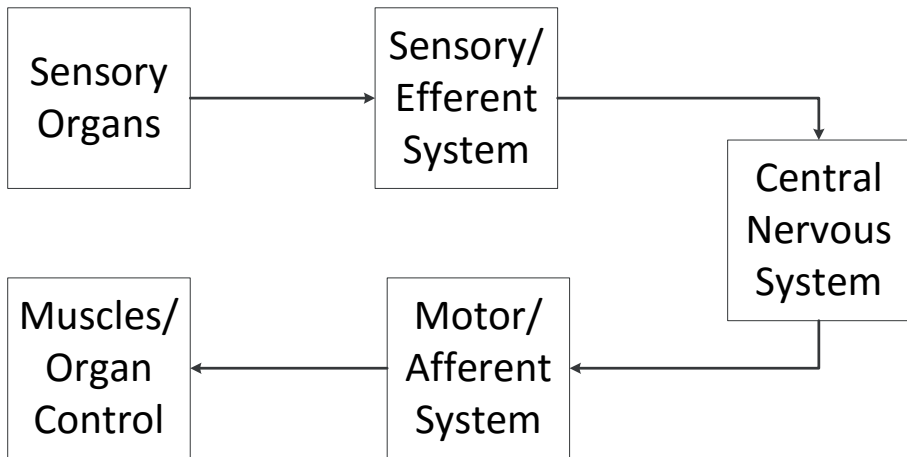 Sensory
Organs
Sensory/
Efferent
System
Central
Nervous
System
Muscles/
Organ
Control
Motor/
Afferent
System